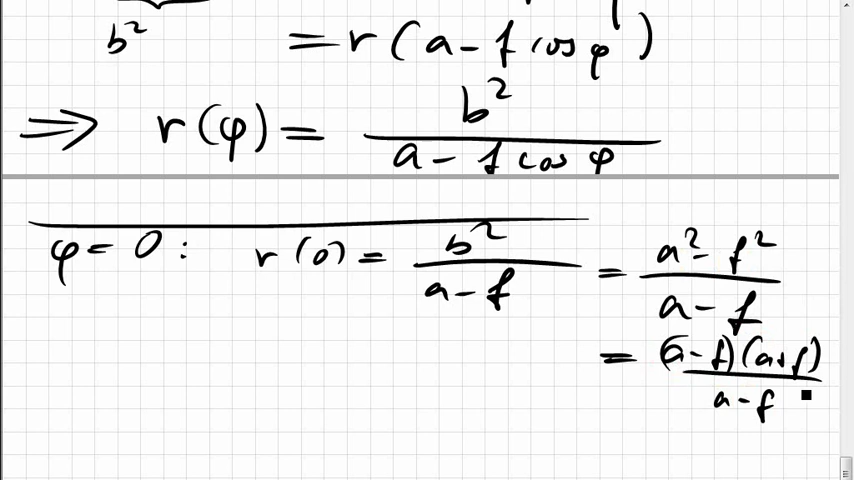 b² = r(a - f cos φ)
⇒ r(φ) = b² / (a - f cos φ)
φ = 0: r(0) = b² / (a - f) = (a² - f²) / (a - f)
= (a - f)(a + f) / (a - f)